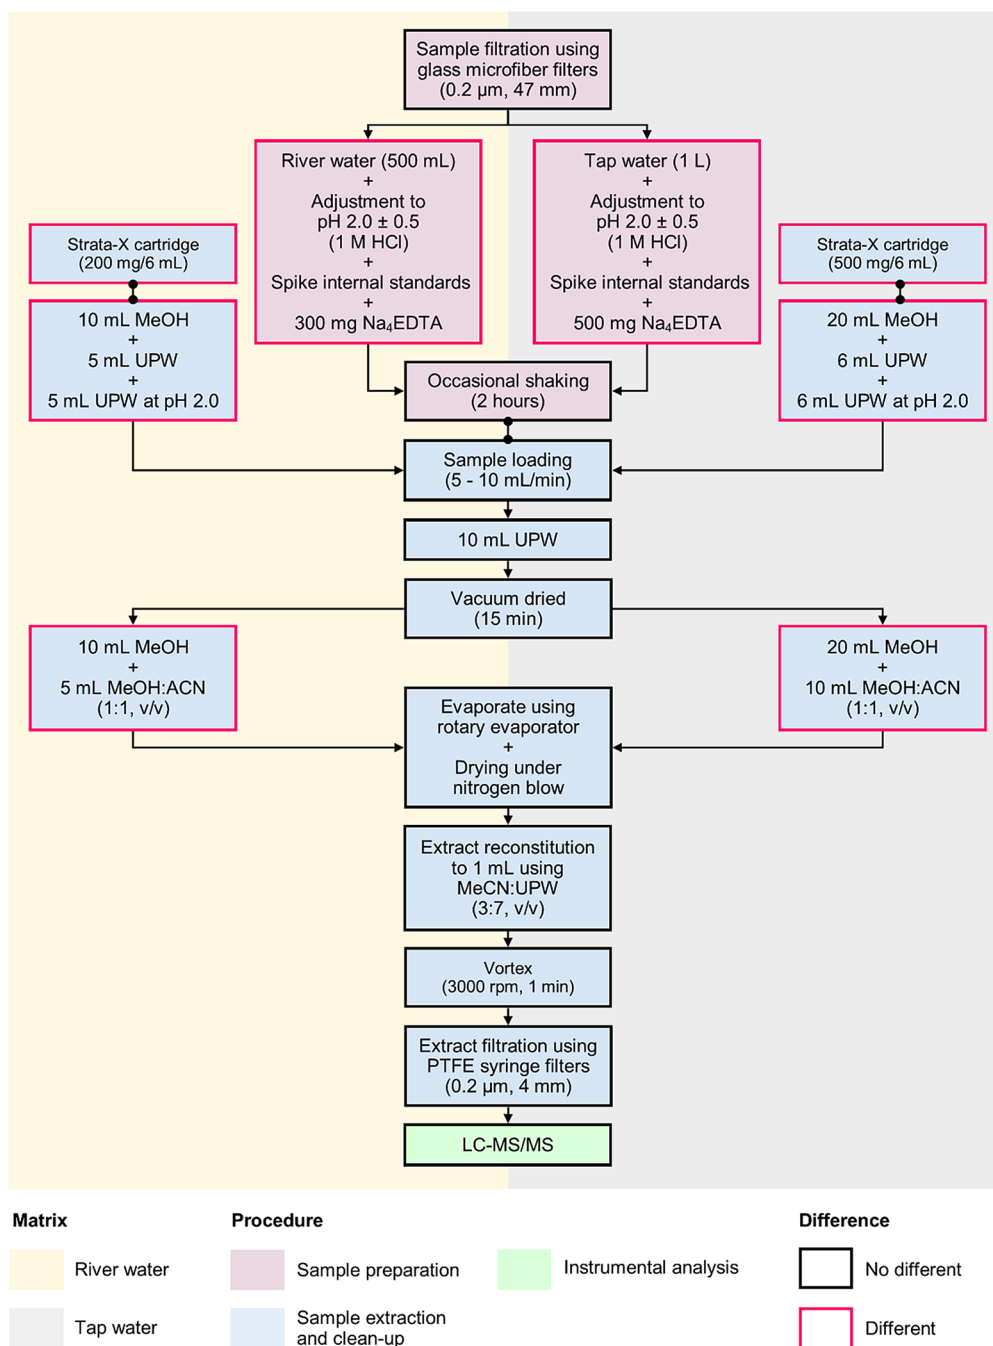 Sample filtration using
glass microfiber filters
(0.2 µm, 47 mm)
River water (500 mL)
+
Adjustment to
pH 2.0 ± 0.5
(1 M HCl)
+
Spike internal standards
+
300 mg Na₄EDTA
Tap water (1 L)
+
Adjustment to
pH 2.0 ± 0.5
(1 M HCl)
+
Spike internal standards
+
500 mg Na₄EDTA
Strata-X cartridge
(200 mg/6 mL)
10 mL MeOH
+
5 mL UPW
+
5 mL UPW at pH 2.0
Strata-X cartridge
(500 mg/6 mL)
20 mL MeOH
+
6 mL UPW
+
6 mL UPW at pH 2.0
Occasional shaking
(2 hours)
Sample loading
(5 - 10 mL/min)
10 mL UPW
Vacuum dried
(15 min)
10 mL MeOH
+
5 mL MeOH:ACN
(1:1, v/v)
20 mL MeOH
+
10 mL MeOH:ACN
(1:1, v/v)
Evaporate using
rotary evaporator
+
Drying under
nitrogen blow
Extract reconstitution
to 1 mL using
MeCN:UPW
(3:7, v/v)
Vortex
(3000 rpm, 1 min)
Extract filtration using
PTFE syringe filters
(0.2 µm, 4 mm)
LC-MS/MS
Matrix
River water
Tap water
Procedure
Sample preparation
Sample extraction
and clean-up
Instrumental analysis
Difference
No different
Different